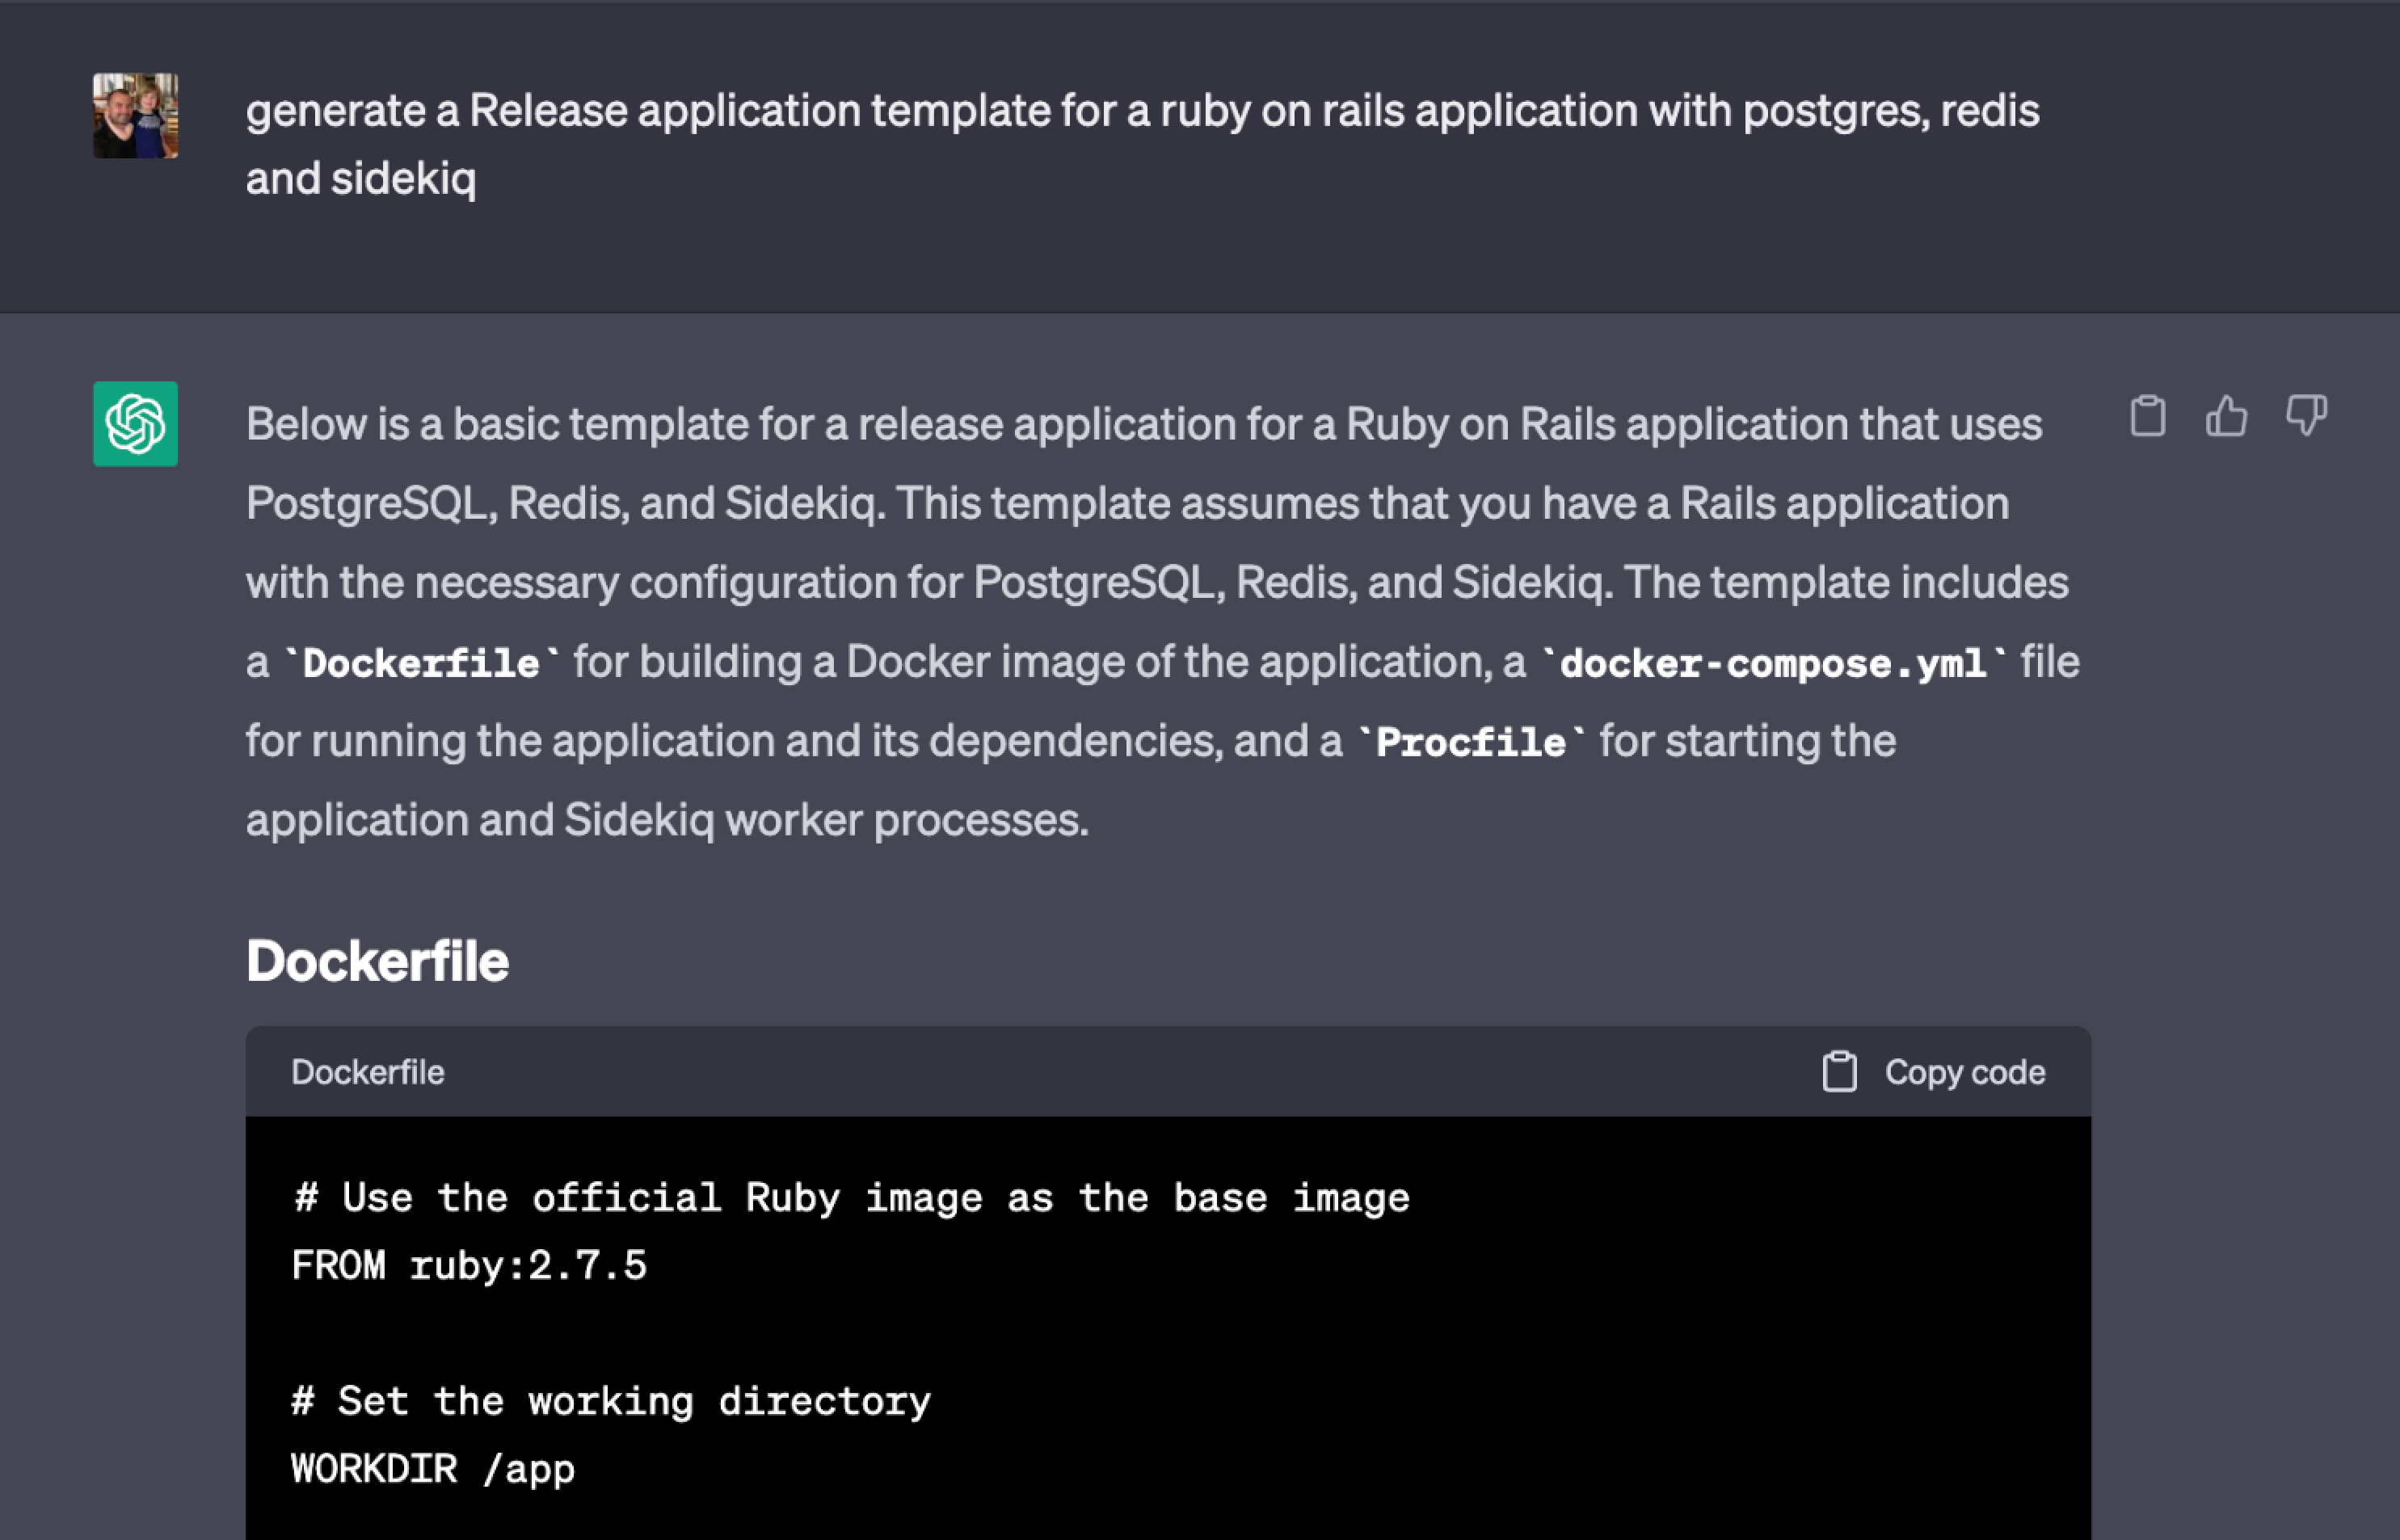 generate a Release application template for a ruby on rails application with postgres, redis
and sidekiq
Below is a basic template for a release application for a Ruby on Rails application that uses
PostgreSQL, Redis, and Sidekiq. This template assumes that you have a Rails application
with the necessary configuration for PostgreSQL, Redis, and Sidekiq. The template includes
a `Dockerfile` for building a Docker image of the application, a `docker-compose.yml` file
for running the application and its dependencies, and a `Procfile` for starting the
application and Sidekiq worker processes.
Dockerfile
Dockerfile
Copy code
# Use the official Ruby image as the base image
FROM ruby:2.7.5
# Set the working directory
WORKDIR /app